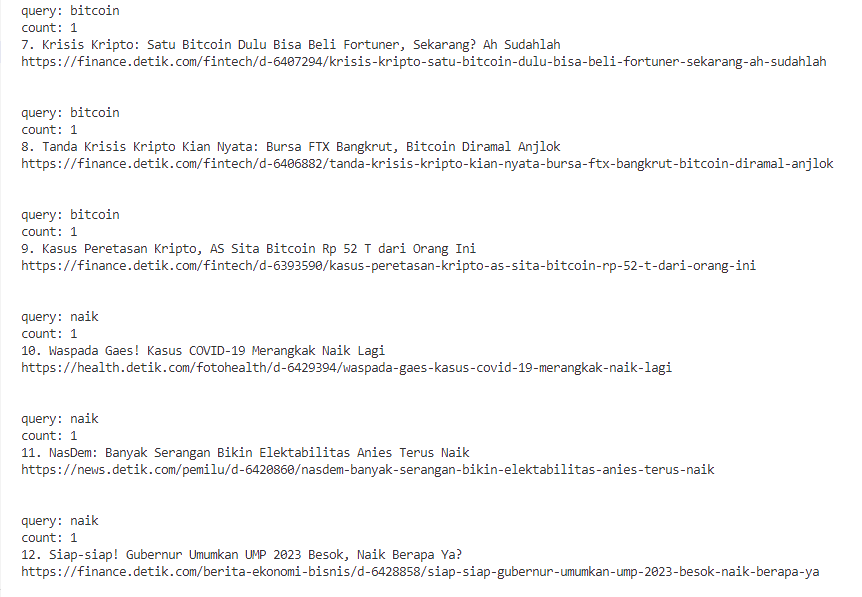 query: bitcoin
count: 1
7. Krisis Kripto: Satu Bitcoin Dulu Bisa Beli Fortuner, Sekarang? Ah Sudahlah
https://finance.detik.com/fintech/d-6407294/krisis-kripto-satu-bitcoin-dulu-bisa-beli-fortuner-sekarang-ah-sudahlah
query: bitcoin
count: 1
8. Tanda Krisis Kripto Kian Nyata: Bursa FTX Bangkrut, Bitcoin Diramal Anjlok
https://finance.detik.com/fintech/d-6406882/tanda-krisis-kripto-kian-nyata-bursa-ftx-bangkrut-bitcoin-diramal-anjlok
query: bitcoin
count: 1
9. Kasus Peretasan Kripto, AS Sita Bitcoin Rp 52 T dari Orang Ini
https://finance.detik.com/fintech/d-6393590/kasus-peretasan-kripto-as-sita-bitcoin-rp-52-t-dari-orang-ini
query: naik
count: 1
10. Waspada Gaes! Kasus COVID-19 Merangkak Naik Lagi
https://health.detik.com/fotohealth/d-6429394/waspada-gaes-kasus-covid-19-merangkak-naik-lagi
query: naik
count: 1
11. NasDem: Banyak Serangan Bikin Elektabilitas Anies Terus Naik
https://news.detik.com/pemilu/d-6420860/nasdem-banyak-serangan-bikin-elektabilitas-anies-terus-naik
query: naik
count: 1
12. Siap-siap! Gubernur Umumkan UMP 2023 Besok, Naik Berapa Ya?
https://finance.detik.com/berita-ekonomi-bisnis/d-6428858/siap-siap-gubernur-umumkan-ump-2023-besok-naik-berapa-ya